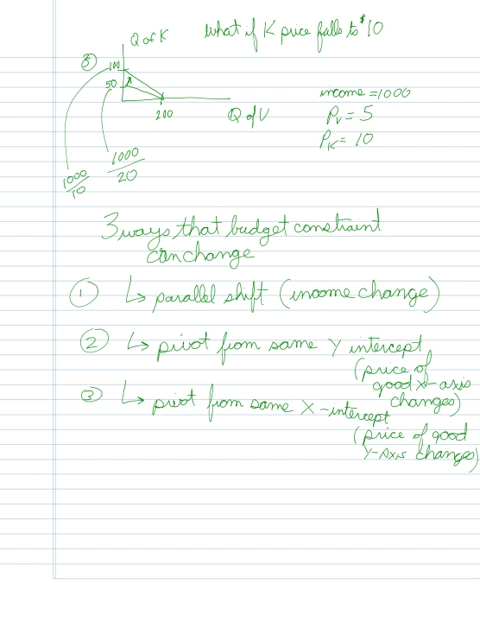 Q of K
What if K price falls to $10
③
100
50
200
Q of V
income = 1000
Pv = 5
PK = 10
1000/10
1000/20
3 ways that budget constraint
can change
① ↳ parallel shift (income change)
② ↳ pivot from same Y intercept
(price of
good X-axis
changes)
③ ↳ pivot from same X-intercept
(price of good
Y-Axis changes)